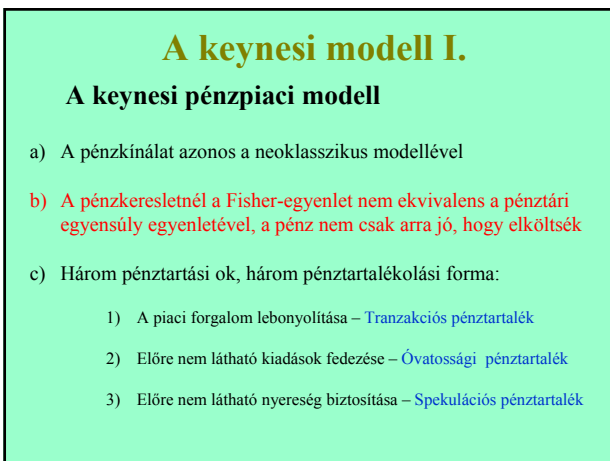 A keynesi modell I.
A keynesi pénzpiaci modell
a) A pénzkínálat azonos a neoklasszikus modellével
b) A pénzkeresletnél a Fisher-egyenlet nem ekvivalens a pénztári
egyensúly egyenletével, a pénz nem csak arra jó, hogy elköltsék
c) Három pénztartási ok, három pénztartalékolási forma:
1) A piaci forgalom lebonyolítása – Tranzakciós pénztartalék
2) Előre nem látható kiadások fedezése – Óvatossági pénztartalék
3) Előre nem látható nyereség biztosítása – Spekulációs pénztartalék